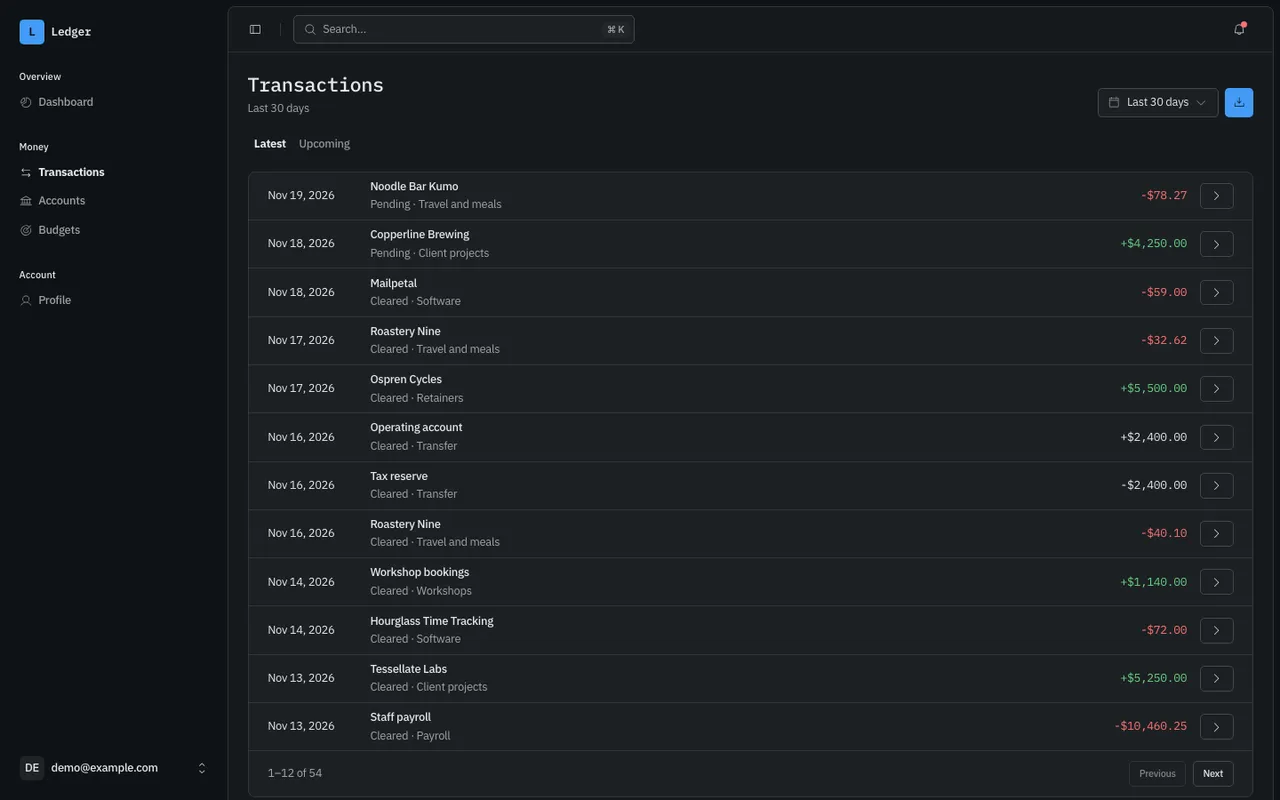 L Ledger
Overview
Dashboard
Money
Transactions
Accounts
Budgets
Account
Profile
DE demo@example.com
Search... ⌘ K
Transactions
Last 30 days
Last 30 days
Latest Upcoming
Nov 19, 2026 Noodle Bar Kumo -$78.27
Pending · Travel and meals
Nov 18, 2026 Copperline Brewing +$4,250.00
Pending · Client projects
Nov 18, 2026 Mailpetal -$59.00
Cleared · Software
Nov 17, 2026 Roastery Nine -$32.62
Cleared · Travel and meals
Nov 17, 2026 Ospren Cycles +$5,500.00
Cleared · Retainers
Nov 16, 2026 Operating account +$2,400.00
Cleared · Transfer
Nov 16, 2026 Tax reserve -$2,400.00
Cleared · Transfer
Nov 16, 2026 Roastery Nine -$40.10
Cleared · Travel and meals
Nov 14, 2026 Workshop bookings +$1,140.00
Cleared · Workshops
Nov 14, 2026 Hourglass Time Tracking -$72.00
Cleared · Software
Nov 13, 2026 Tessellate Labs +$5,250.00
Cleared · Client projects
Nov 13, 2026 Staff payroll -$10,460.25
Cleared · Payroll
1–12 of 54 Previous Next